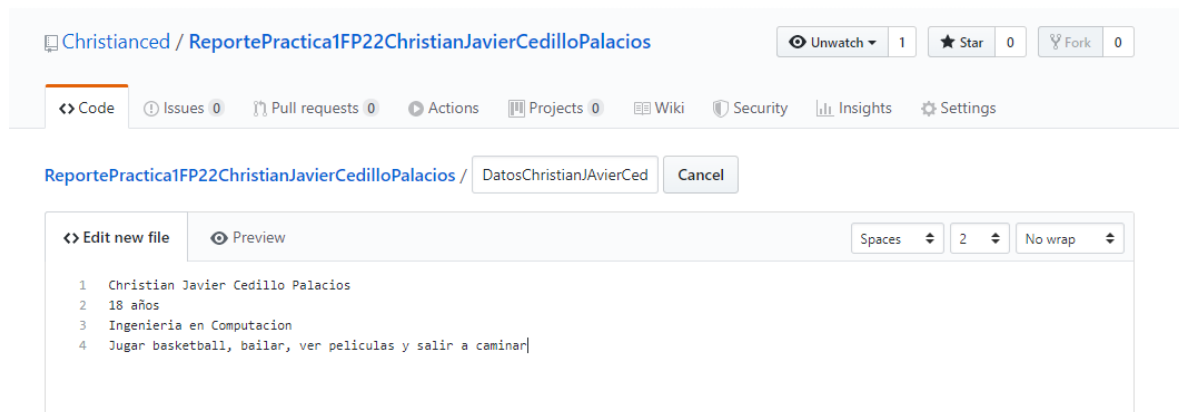 Christianced / ReportePractica1FP22ChristianJavierCedilloPalacios Unwatch 1 Star 0 Fork 0
Code Issues 0 Pull requests 0 Actions Projects 0 Wiki Security Insights Settings
ReportePractica1FP22ChristianJavierCedilloPalacios / DatosChristianJAvierCed Cancel
<> Edit new file Preview Spaces 2 No wrap
1 Christian Javier Cedillo Palacios
2 18 años
3 Ingenieria en Computacion
4 Jugar basketball, bailar, ver peliculas y salir a caminar